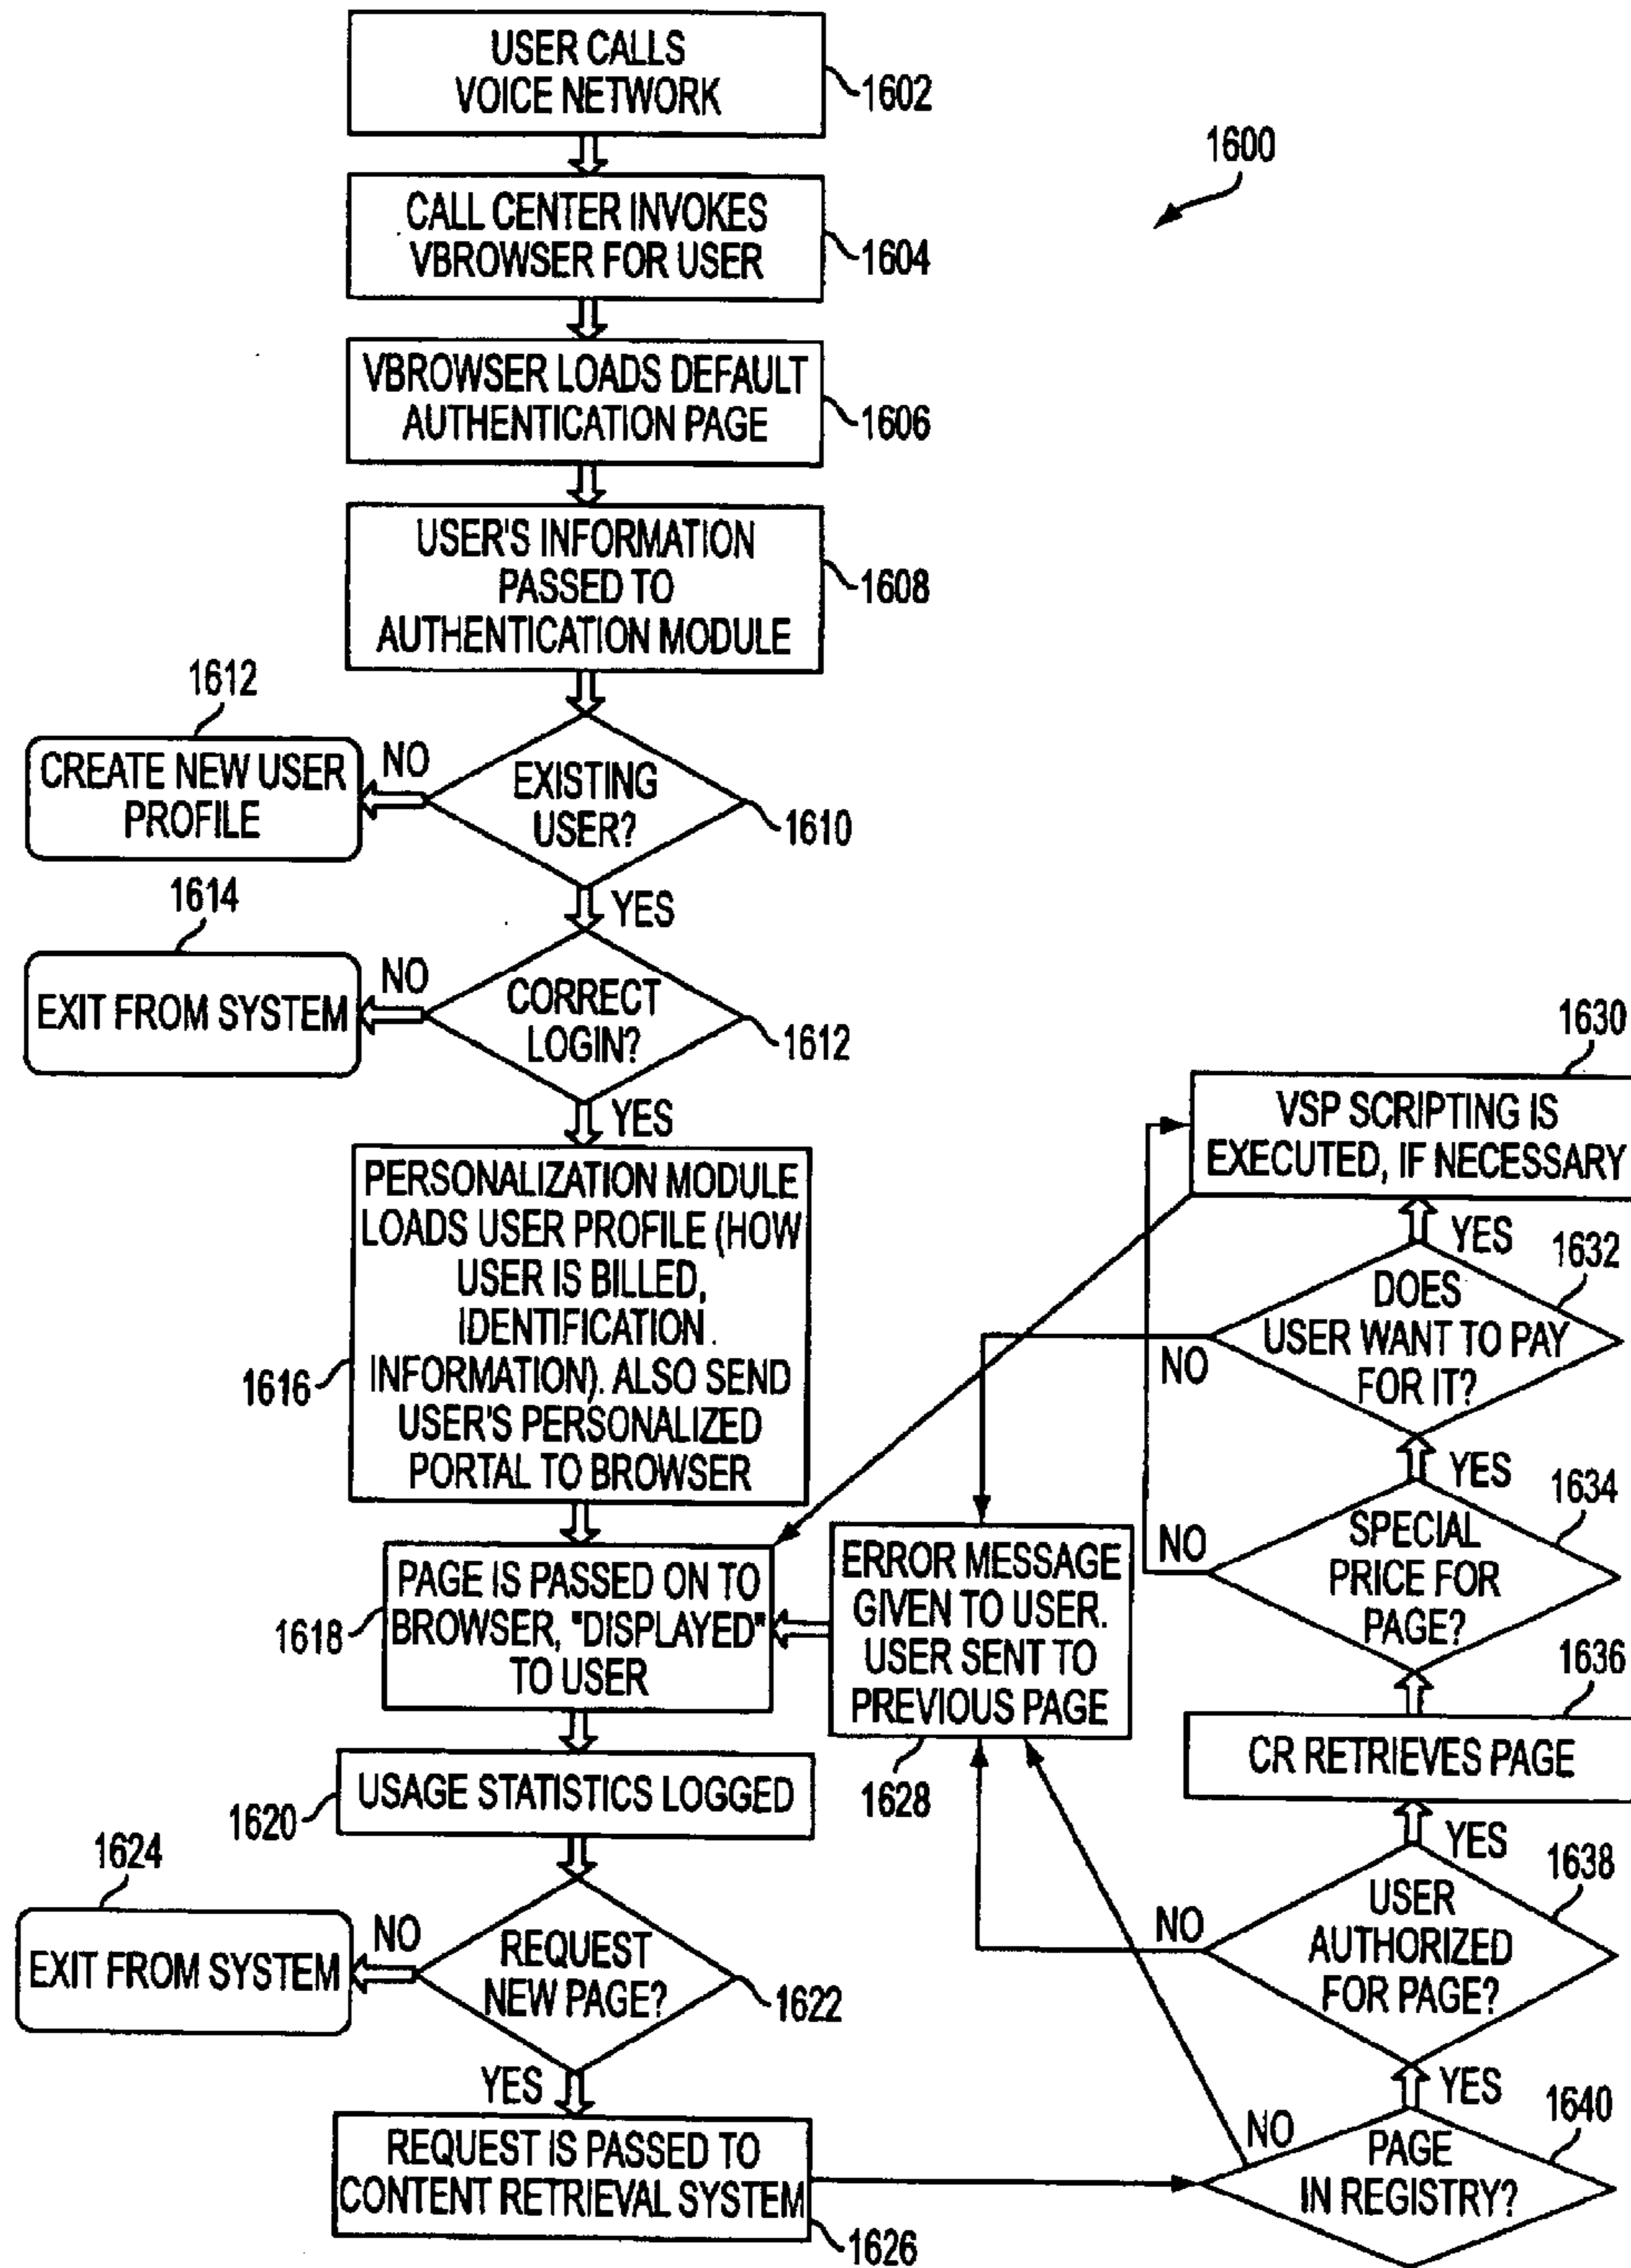 USER CALLS
VOICE NETWORK
1602
1600
CALL CENTER INVOKES
VBROWSER FOR USER
1604
VBROWSER LOADS DEFAULT
AUTHENTICATION PAGE
1606
USER'S INFORMATION
PASSED TO
AUTHENTICATION MODULE
1608
1612
CREATE NEW USER
PROFILE
NO
EXISTING
USER?
1610
YES
1614
EXIT FROM SYSTEM
NO
CORRECT
LOGIN?
1612
YES
PERSONALIZATION MODULE
LOADS USER PROFILE (HOW
USER IS BILLED,
IDENTIFICATION
INFORMATION). ALSO SEND
USER'S PERSONALIZED
PORTAL TO BROWSER
1616
PAGE IS PASSED ON TO
BROWSER, "DISPLAYED"
TO USER
1618
USAGE STATISTICS LOGGED
1620
1624
EXIT FROM SYSTEM
NO
REQUEST
NEW PAGE?
1622
YES
REQUEST IS PASSED TO
CONTENT RETRIEVAL SYSTEM
1626
ERROR MESSAGE
GIVEN TO USER.
USER SENT TO
PREVIOUS PAGE
1628
1630
VSP SCRIPTING IS
EXECUTED, IF NECESSARY
YES
1632
DOES
USER WANT TO PAY
FOR IT?
NO
YES
1634
SPECIAL
PRICE FOR
PAGE?
NO
1636
CR RETRIEVES PAGE
YES
1638
USER
AUTHORIZED
FOR PAGE?
NO
YES
1640
PAGE
IN REGISTRY?
NO